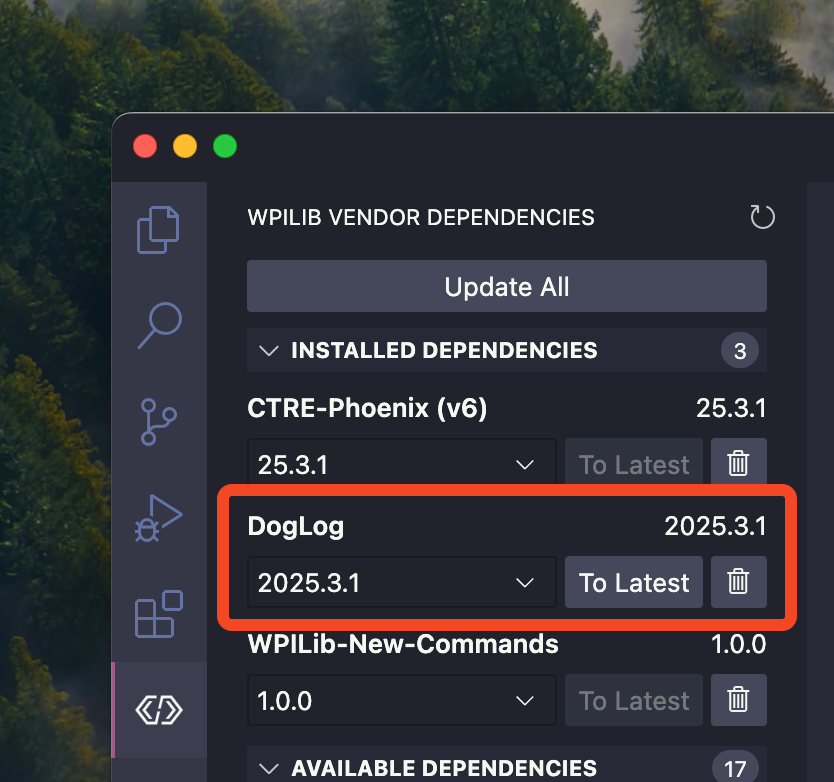 WPILIB VENDOR DEPENDENCIES
Update All
INSTALLED DEPENDENCIES 3
CTRE-Phoenix (v6) 25.3.1
25.3.1 To Latest
DogLog 2025.3.1
2025.3.1 To Latest
WPILib-New-Commands 1.0.0
1.0.0 To Latest
AVAILABLE DEPENDENCIES 17